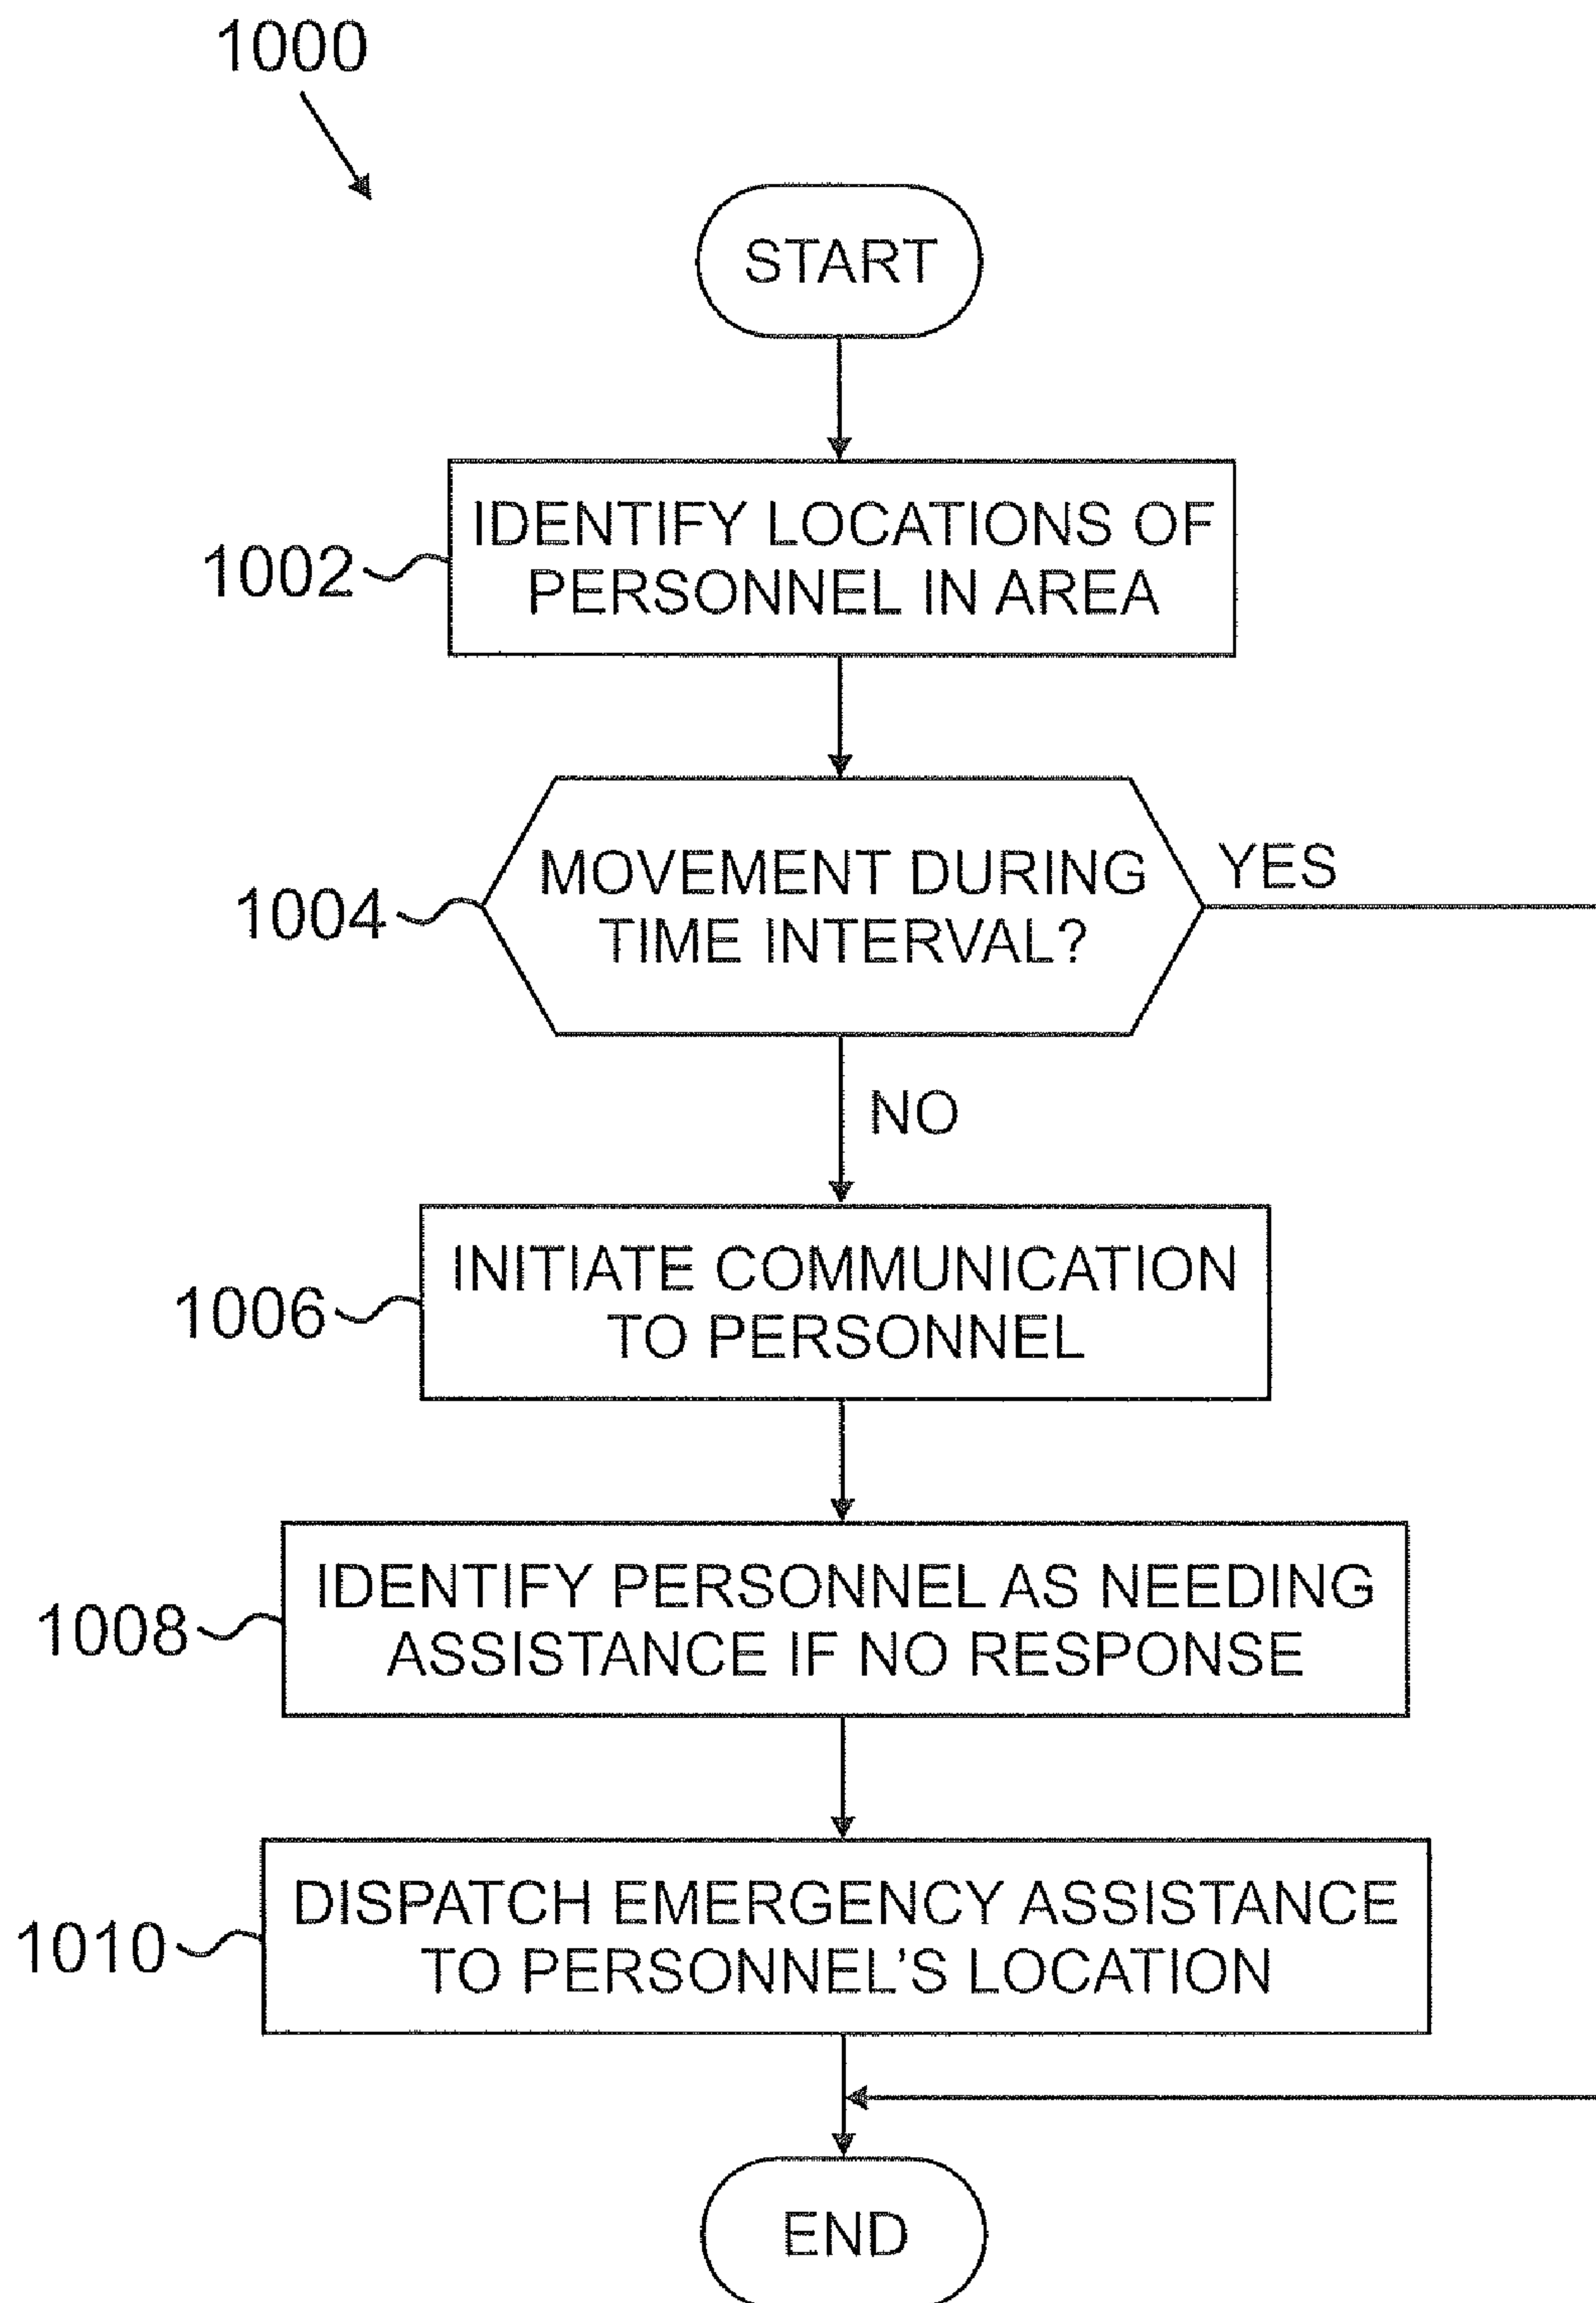 1000
START
IDENTIFY LOCATIONS OF
PERSONNEL IN AREA
1002
MOVEMENT DURING
TIME INTERVAL?
YES
1004
NO
INITIATE COMMUNICATION
TO PERSONNEL
1006
IDENTIFY PERSONNEL AS NEEDING
ASSISTANCE IF NO RESPONSE
1008
DISPATCH EMERGENCY ASSISTANCE
TO PERSONNEL'S LOCATION
1010
END